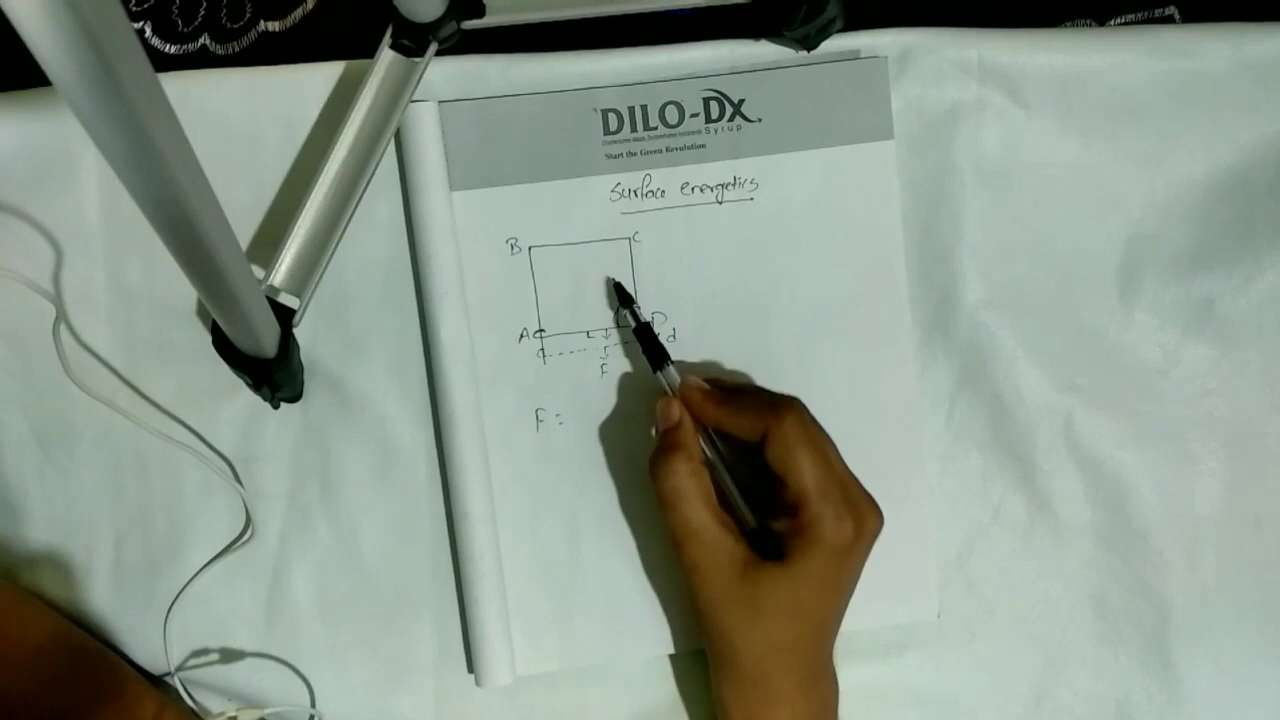 DILO-DX
Syrup
Start the Green Revolution
Surface energetics
B C
A L D
d
F
F =